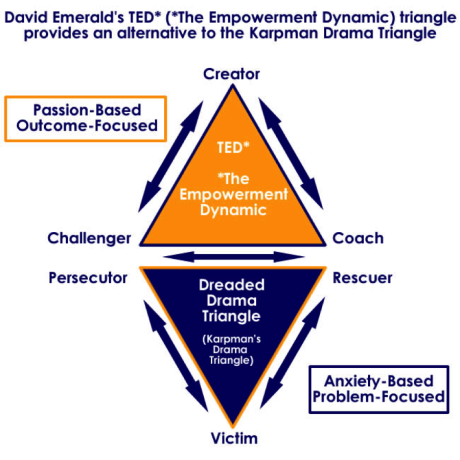 David Emerald's TED* (*The Empowerment Dynamic) triangle
provides an alternative to the Karpman Drama Triangle
Creator
Passion-Based
Outcome-Focused
TED*
*The
Empowerment
Dynamic
Challenger
Coach
Persecutor
Rescuer
Dreaded
Drama
Triangle
(Karpman's
Drama
Triangle)
Anxiety-Based
Problem-Focused
Victim